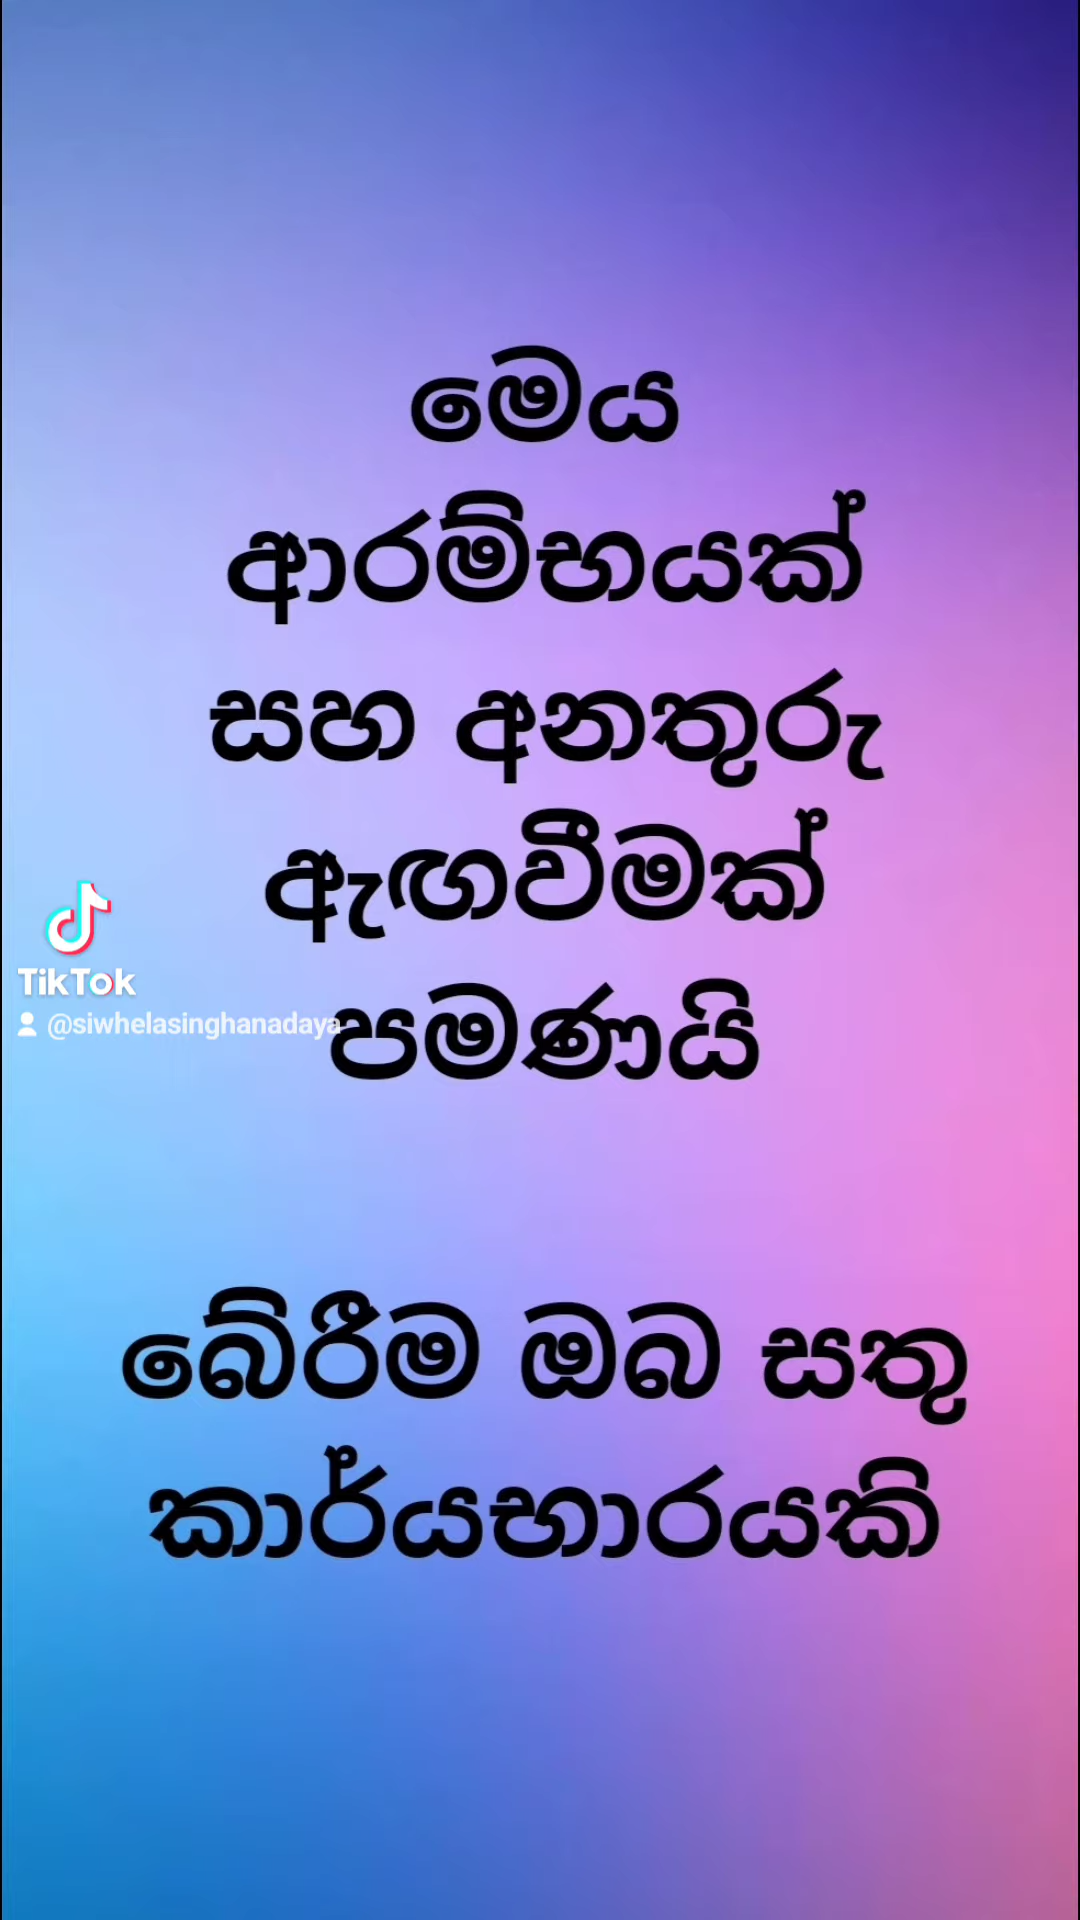 මෙය
ආරම්භයක්
සහ අනතුරු
ඇඟවීමක්
TikTok
@siwhelasinghanadaya
පමණයි
බේරීම ඔබ සතු
කාර්යභාරයකි